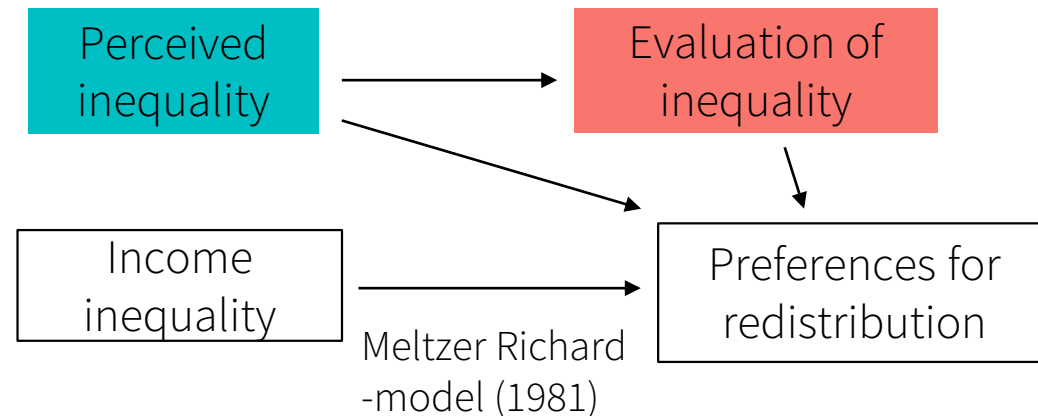 Perceived
inequality
Evaluation of
inequality
Income
inequality
Preferences for
redistribution
Meltzer Richard
-model (1981)